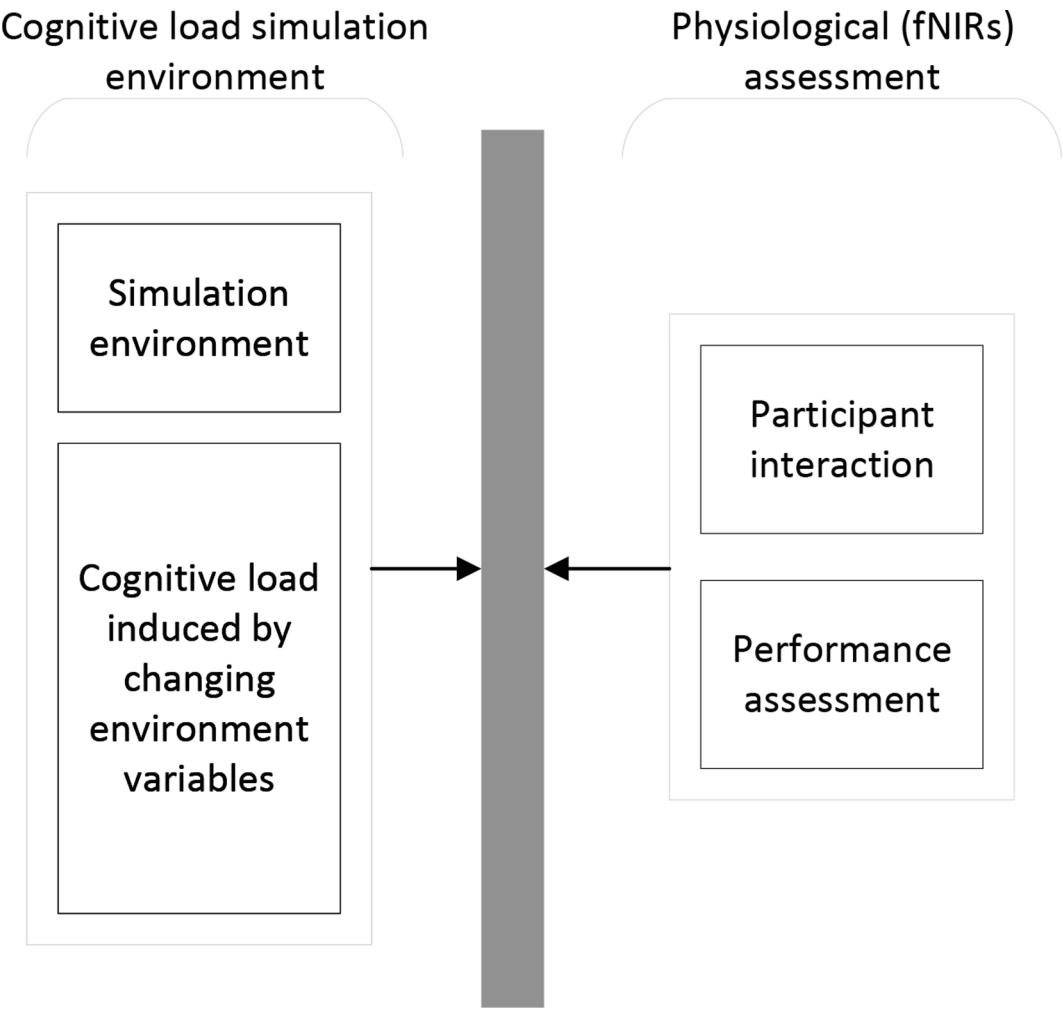 Cognitive load simulation
environment
Physiological (fNIRs)
assessment
Simulation
environment
Cognitive load
induced by
changing
environment
variables
Participant
interaction
Performance
assessment